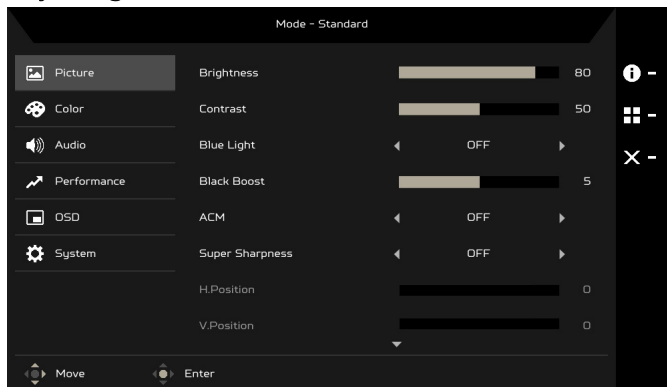 Mode - Standard
Picture
Brightness 80
Color
Contrast 50
Audio
Blue Light OFF
Performance
Black Boost 5
OSD
ACM OFF
System
Super Sharpness OFF
H.Position 0
V.Position 0
Move Enter